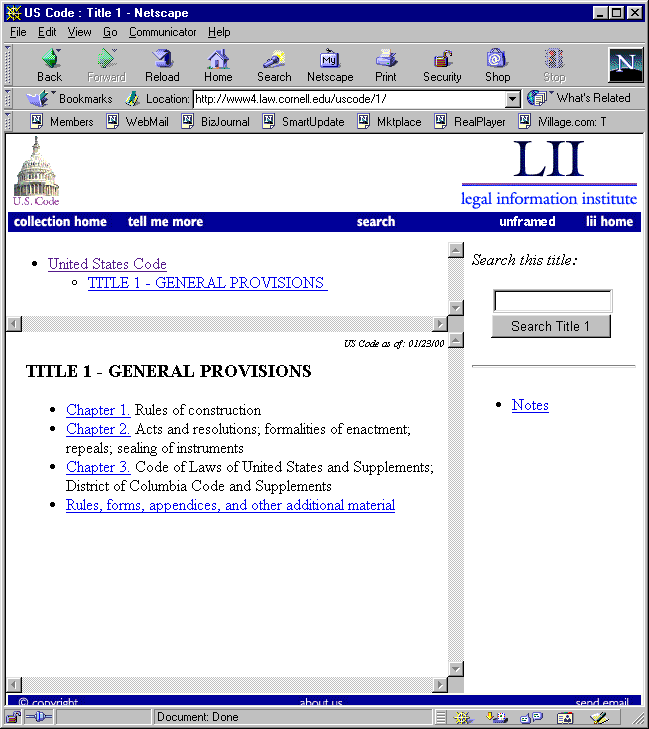 US Code : Title 1 - Netscape
File Edit View Go Communicator Help
Back Forward Reload Home Search Netscape Print Security Shop Stop
My
N
Bookmarks Location: http://www4.law.cornell.edu/uscode/1/ What's Related
Members WebMail BizJournal SmartUpdate Mktplace RealPlayer iVillage.com: T
U.S. Code
LII
legal information institute
collection home tell me more search unframed lii home
United States Code
TITLE 1 - GENERAL PROVISIONS
Search this title:
Search Title 1
US Code as of: 01/23/00
TITLE 1 - GENERAL PROVISIONS
Chapter 1. Rules of construction
Chapter 2. Acts and resolutions; formalities of enactment;
repeals; sealing of instruments
Chapter 3. Code of Laws of United States and Supplements;
District of Columbia Code and Supplements
Rules, forms, appendices, and other additional material
Notes
© copyright about us send email
Document: Done